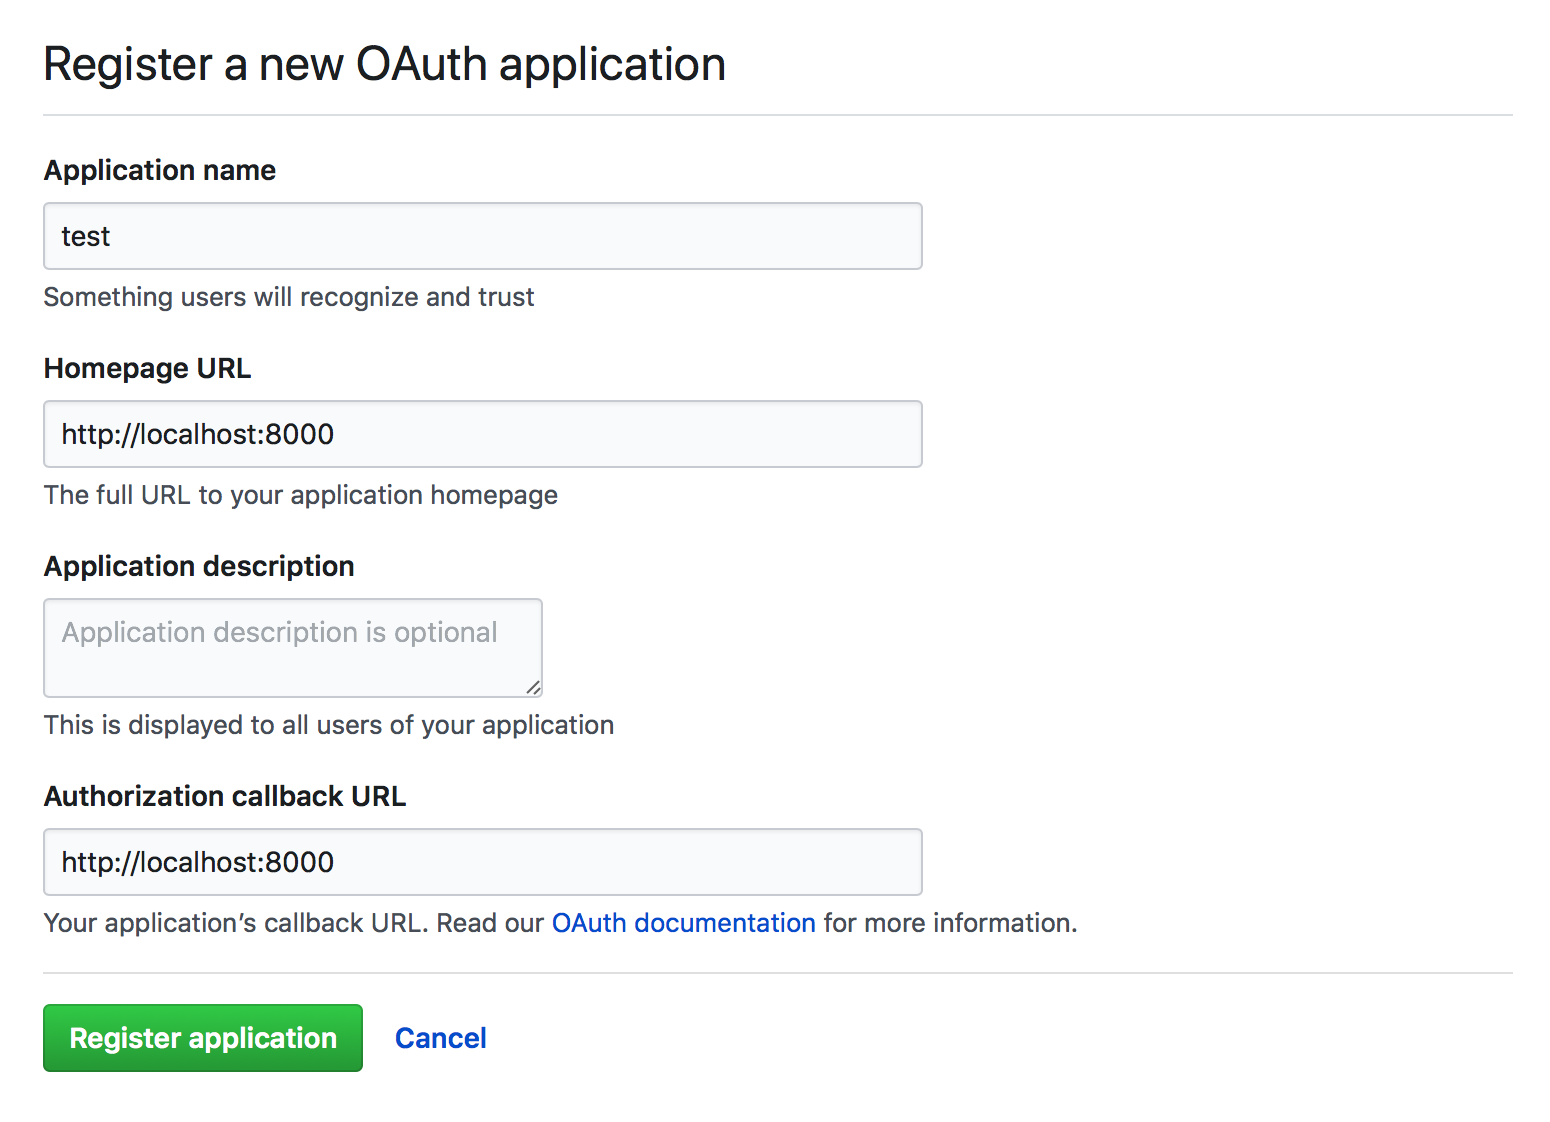 Register a new OAuth application
Application name
test
Something users will recognize and trust
Homepage URL
http://localhost:8000
The full URL to your application homepage
Application description
Application description is optional
This is displayed to all users of your application
Authorization callback URL
http://localhost:8000
Your application’s callback URL. Read our OAuth documentation for more information.
Register application Cancel